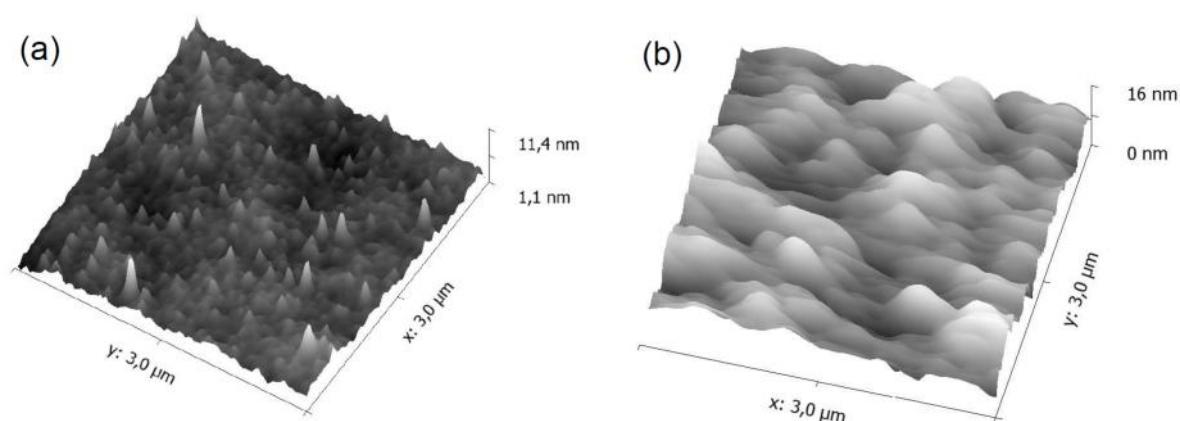 (a)
11,4 nm
1,1 nm
x: 3,0 µm
y: 3,0 µm
(b)
16 nm
0 nm
y: 3,0 µm
x: 3,0 µm